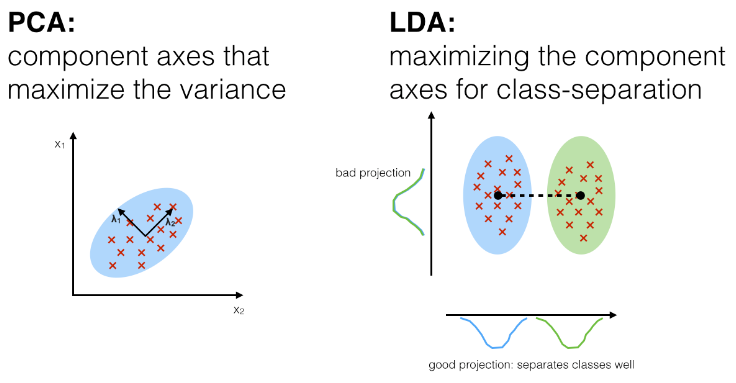 PCA:
component axes that
maximize the variance
LDA:
maximizing the component
axes for class-separation
x₁
λ₁
λ₂
x₂
bad projection
good projection: separates classes well